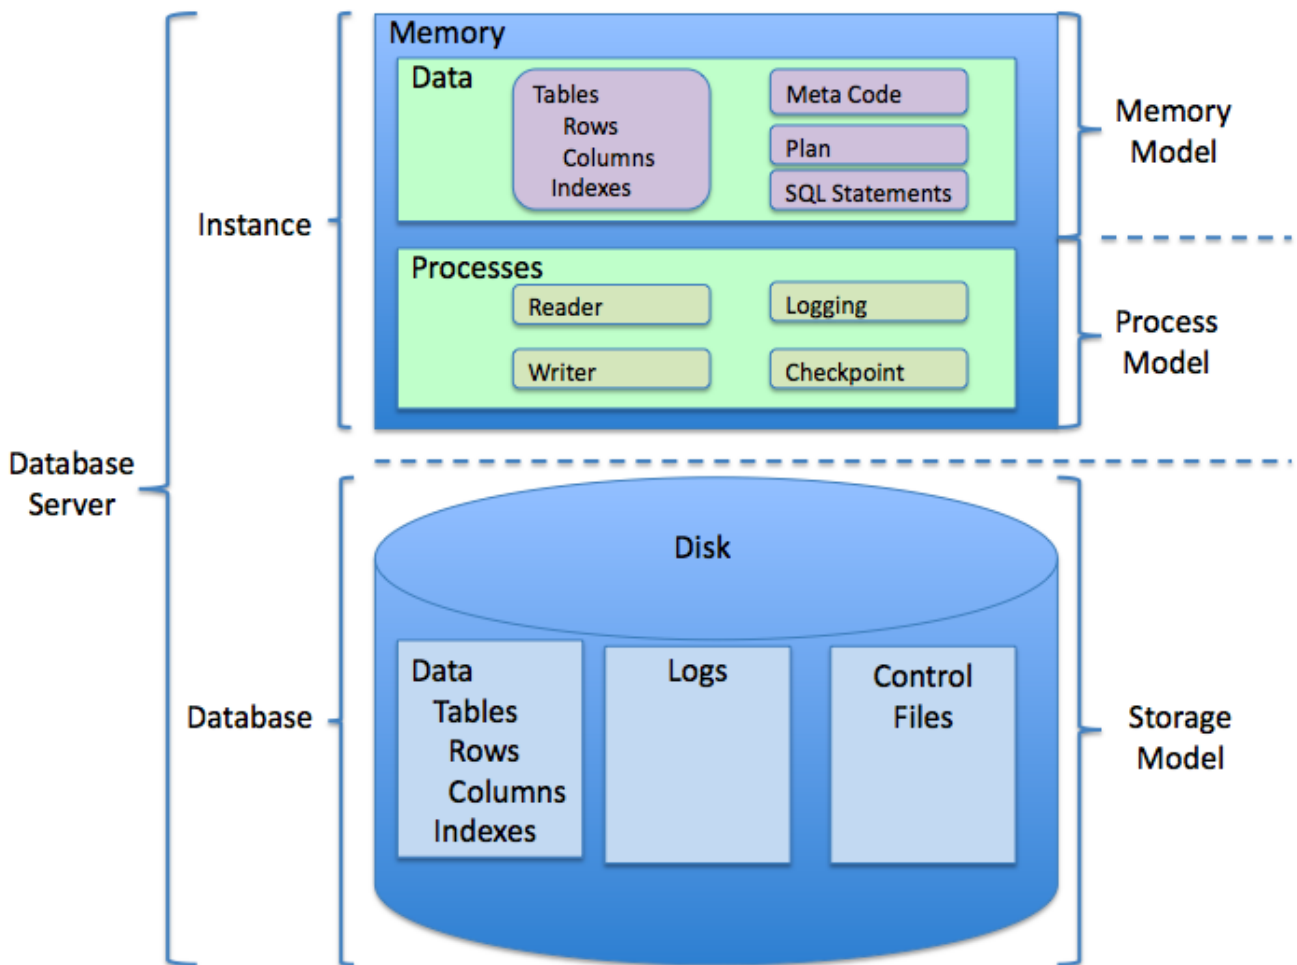 Memory
Data
Tables
Rows
Columns
Indexes
Meta Code
Plan
SQL Statements
Memory
Model
Instance
Processes
Reader
Writer
Logging
Checkpoint
Process
Model
Database
Server
Disk
Data
Tables
Rows
Columns
Indexes
Logs
Control
Files
Database
Storage
Model